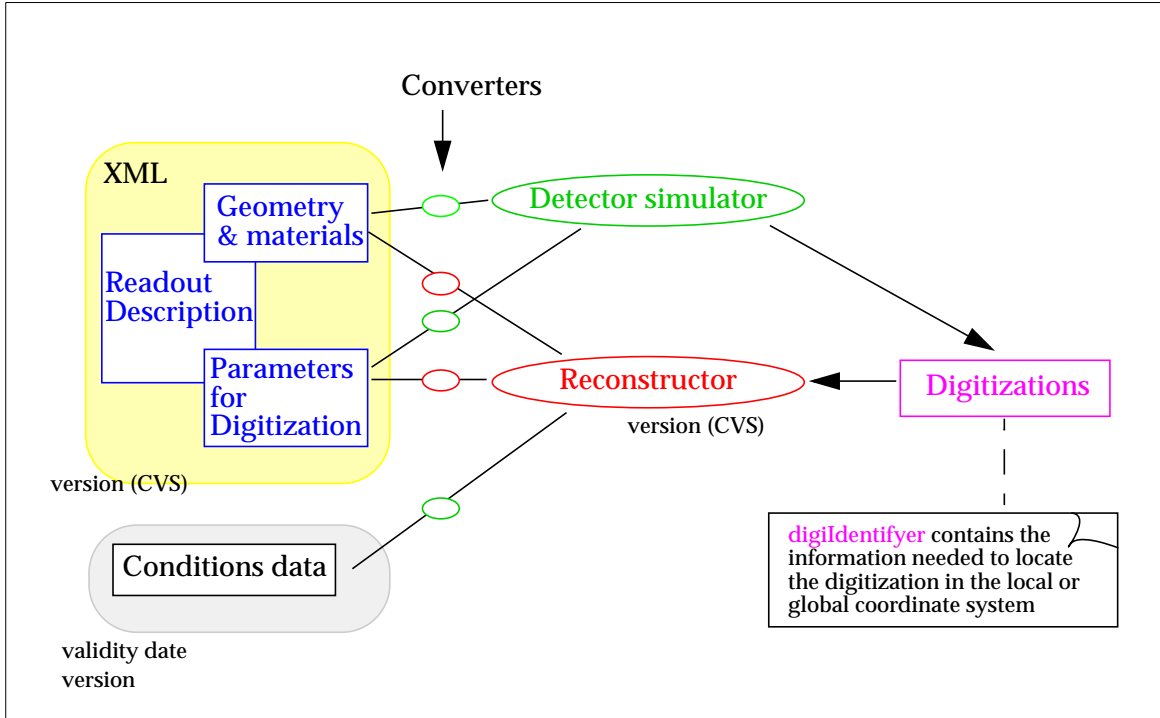 Converters
XML
Geometry
& materials
Detector simulator
Readout
Description
Parameters
for
Digitization
Reconstructor
version (CVS)
Digitizations
version (CVS)
Conditions data
digiIdentifyer contains the
information needed to locate
the digitization in the local or
global coordinate system
validity date
version